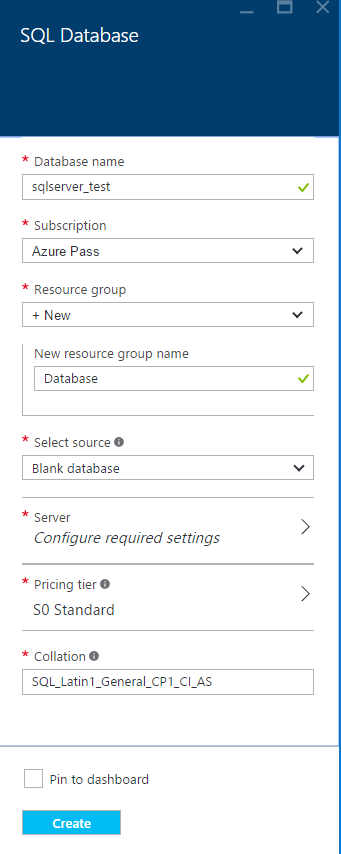 SQL Database
* Database name
sqlserver_test
* Subscription
Azure Pass
* Resource group
+ New
New resource group name
Database
* Select source
Blank database
* Server
Configure required settings
* Pricing tier
S0 Standard
* Collation
SQL_Latin1_General_CP1_CI_AS
Pin to dashboard
Create